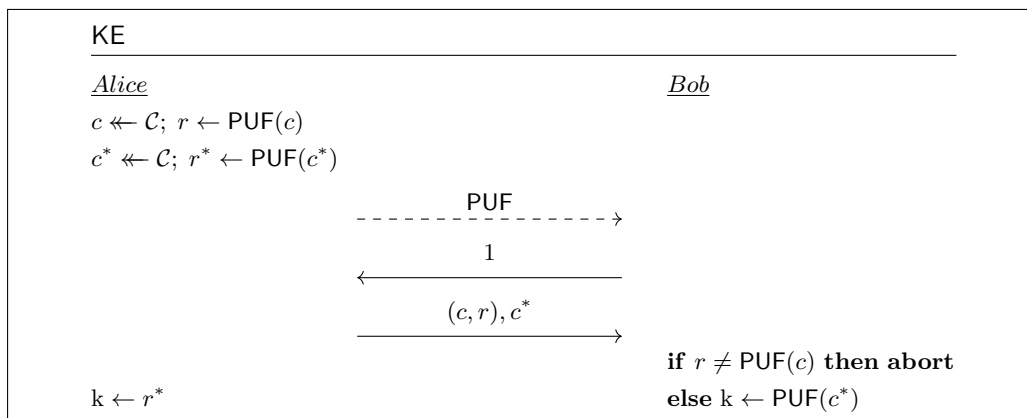 KE
Alice Bob
c ↞ 𝒞; r ← PUF(c)
c* ↞ 𝒞; r* ← PUF(c*)
PUF
1
(c, r), c*
if r ≠ PUF(c) then abort
k ← r* else k ← PUF(c*)